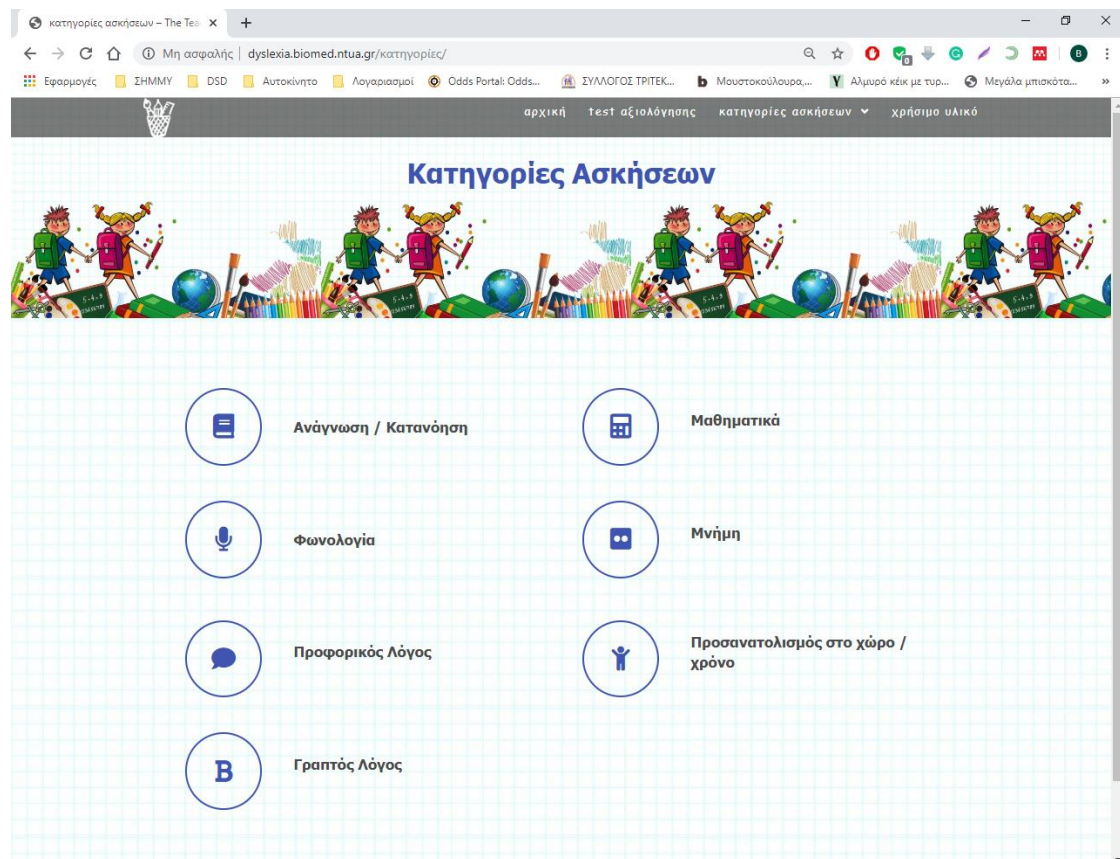 κατηγορίες ασκήσεων – The Tea
Μη ασφαλής | dyslexia.biomed.ntua.gr/κατηγορίες/
Εφαρμογές ΣΗΜΜΥ DSD Αυτοκίνητο Λογαριασμοί Odds Portal: Odds... ΣΥΛΛΟΓΟΣ ΤΡΙΤΕΚ... Μουστοκούλουρα,... Αλμυρό κέικ με τυρ... Μεγάλα μπισκότα... »
αρχική test αξιολόγησης κατηγορίες ασκήσεων χρήσιμο υλικό
Κατηγορίες Ασκήσεων
Ανάγνωση / Κατανόηση
Μαθηματικά
Φωνολογία
Μνήμη
Προφορικός Λόγος
Προσανατολισμός στο χώρο /
χρόνο
B
Γραπτός Λόγος